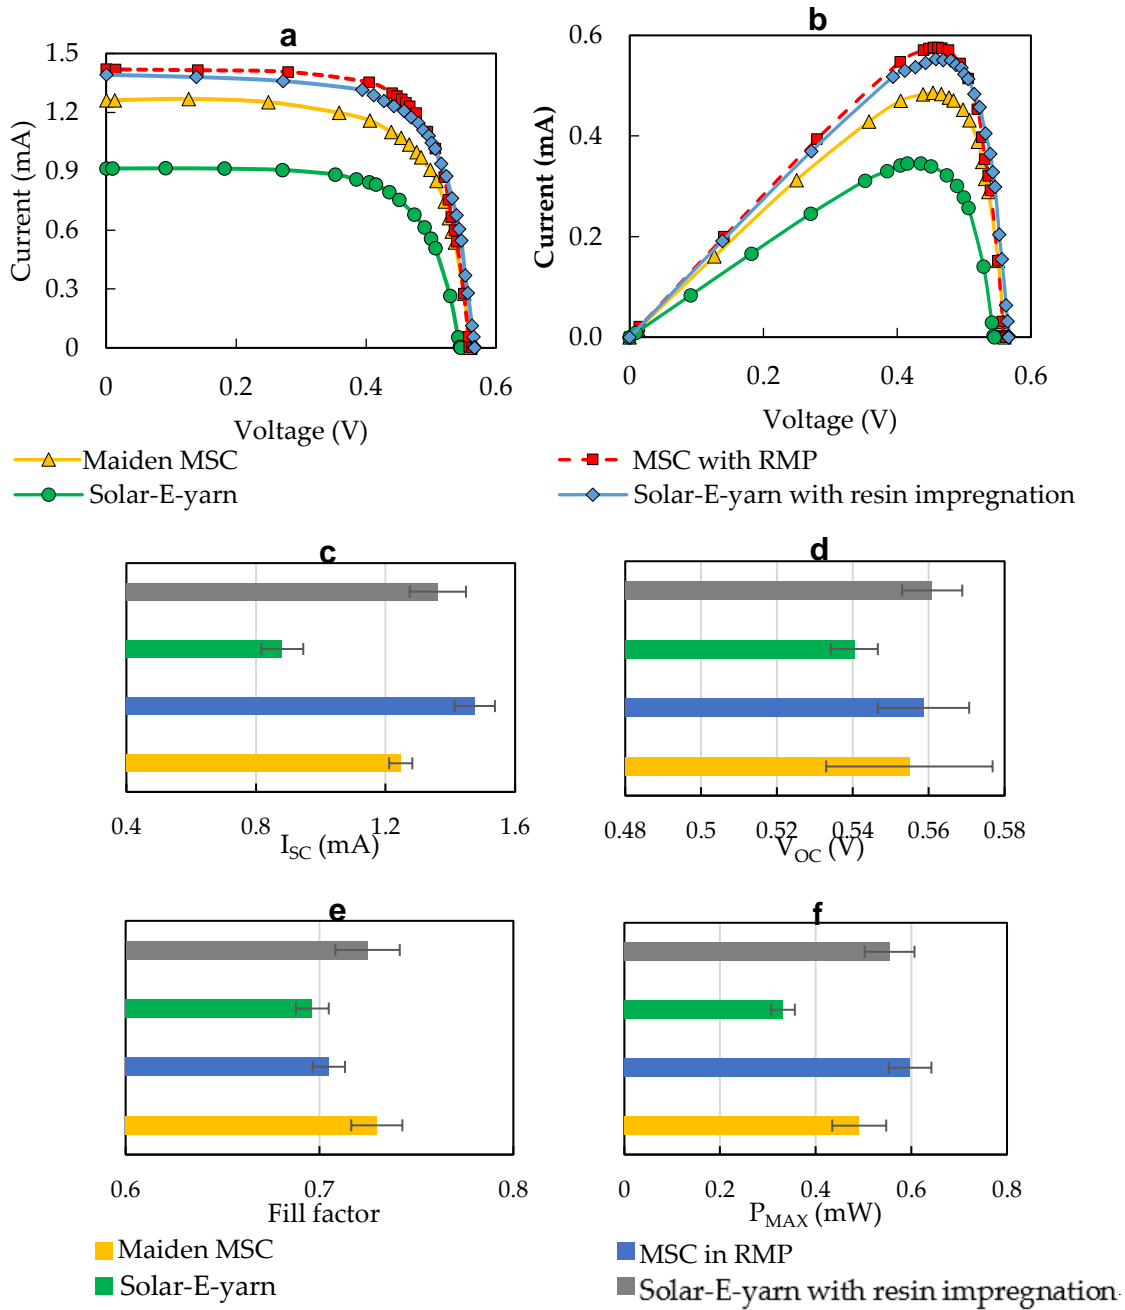 a
1.5
1.2
0.9
0.6
0.3
0
0 0.2 0.4 0.6
Current (mA)
Voltage (V)
b
0.6
0.4
0.2
0.0
0 0.2 0.4 0.6
Current (mA)
Voltage (V)
Maiden MSC
MSC with RMP
Solar-E-yarn
Solar-E-yarn with resin impregnation
c
0.4 0.8 1.2 1.6
ISC (mA)
d
0.48 0.5 0.52 0.54 0.56 0.58
VOC (V)
e
0.6 0.7 0.8
Fill factor
f
0 0.2 0.4 0.6 0.8
PMAX (mW)
Maiden MSC
MSC in RMP
Solar-E-yarn
Solar-E-yarn with resin impregnation